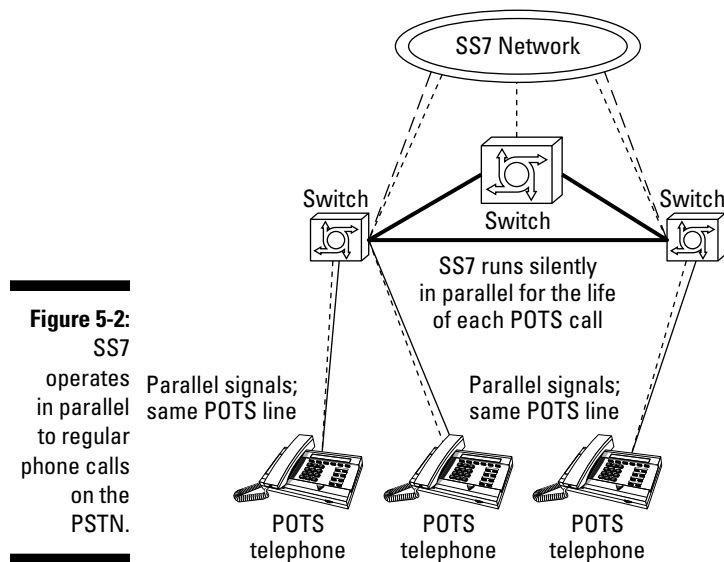 SS7 Network
Switch
Switch
Switch
SS7 runs silently
in parallel for the life
of each POTS call
Figure 5-2:
SS7
operates
in parallel
to regular
phone calls
on the
PSTN.
Parallel signals;
same POTS line
Parallel signals;
same POTS line
POTS
telephone
POTS
telephone
POTS
telephone